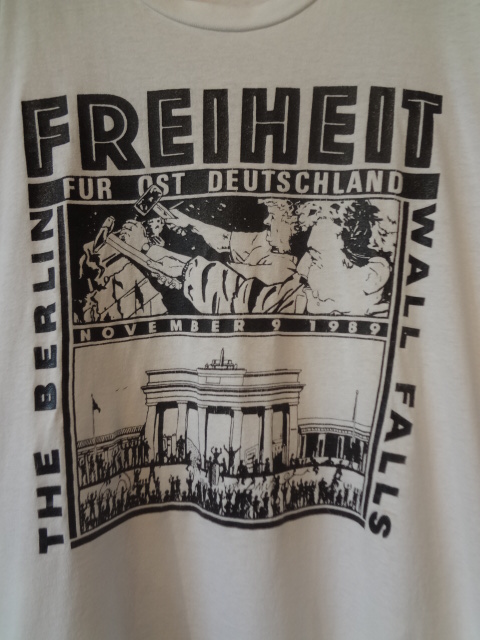 FREIHEIT
FUR OST DEUTSCHLAND
THE BERLIN
WALL FALLS
NOVEMBER 9 1989